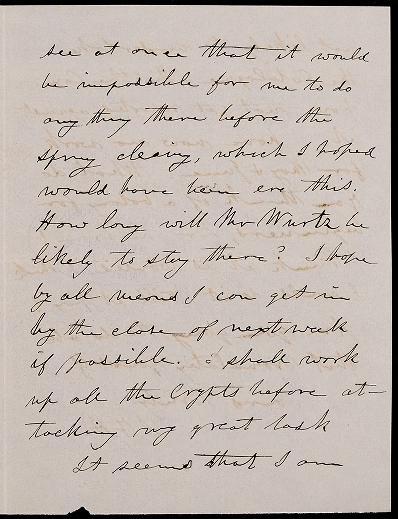 see at once that it would
be impossible for me to do
any thing there before the
spring clearing, which I hoped
would have been ere this.
How long will Mr Wurtz be
likely to stay there? I hope
by all means I can get in
by the close of next week
if possible. I shall work
up all the Crypts before at-
tacking my great task
It seems that I am